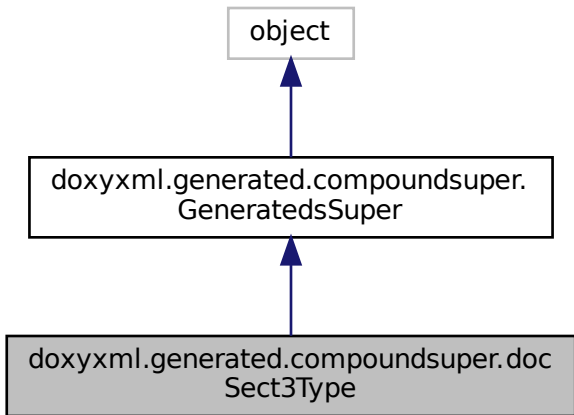 object
doxyxml.generated.compoundsuper.
GeneratedsSuper
doxyxml.generated.compoundsuper.doc
Sect3Type